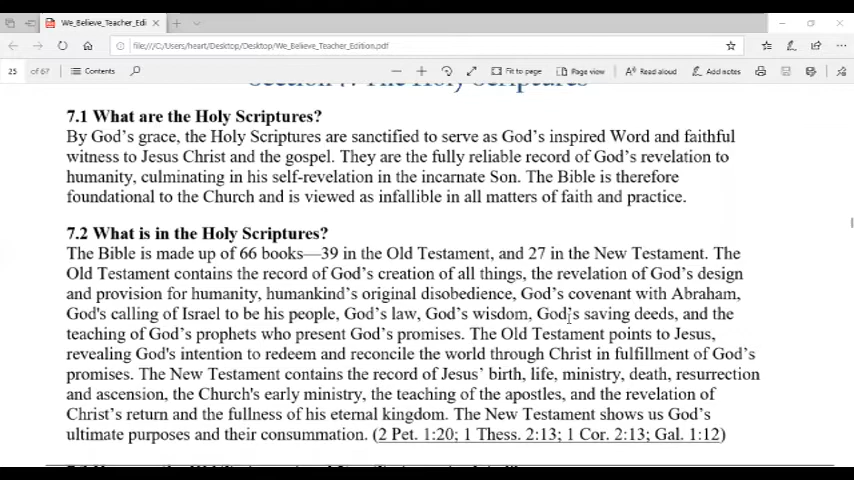 We_Believe_Teacher_Edi
file:///C:/Users/heart/Desktop/Desktop/We_Believe_Teacher_Edition.pdf
25 of 67 Contents Fit to page Page view Read aloud Add notes
Section 7: The Holy Scriptures
7.1 What are the Holy Scriptures?
By God's grace, the Holy Scriptures are sanctified to serve as God's inspired Word and faithful
witness to Jesus Christ and the gospel. They are the fully reliable record of God's revelation to
humanity, culminating in his self-revelation in the incarnate Son. The Bible is therefore
foundational to the Church and is viewed as infallible in all matters of faith and practice.
7.2 What is in the Holy Scriptures?
The Bible is made up of 66 books—39 in the Old Testament, and 27 in the New Testament. The
Old Testament contains the record of God's creation of all things, the revelation of God's design
and provision for humanity, humankind's original disobedience, God's covenant with Abraham,
God's calling of Israel to be his people, God's law, God's wisdom, God's saving deeds, and the
teaching of God's prophets who present God's promises. The Old Testament points to Jesus,
revealing God's intention to redeem and reconcile the world through Christ in fulfillment of God's
promises. The New Testament contains the record of Jesus' birth, life, ministry, death, resurrection
and ascension, the Church's early ministry, the teaching of the apostles, and the revelation of
Christ's return and the fullness of his eternal kingdom. The New Testament shows us God's
ultimate purposes and their consummation. (2 Pet. 1:20; 1 Thess. 2:13; 1 Cor. 2:13; Gal. 1:12)